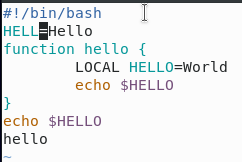 #!/bin/bash
HELL=Hello
function hello {
        LOCAL HELLO=World
        echo $HELLO
}
echo $HELLO
hello
~